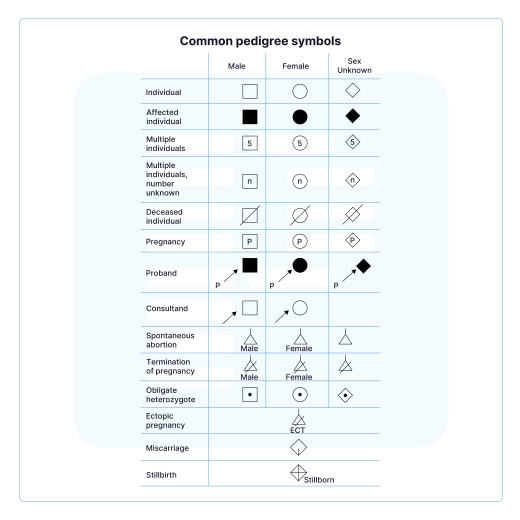 Common pedigree symbols
Male
Female
Sex
Unknown
Individual
Affected
individual
Multiple
individuals
5
5
5
Multiple
individuals,
number
unknown
n
n
n
Deceased
individual
Pregnancy
P
P
P
Proband
P
P
P
Consultand
Spontaneous
abortion
Male
Female
Termination
of pregnancy
Male
Female
Obligate
heterozygote
Ectopic
pregnancy
ECT
Miscarriage
Stillbirth
Stillborn